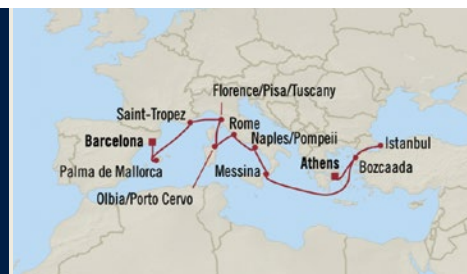 Florence/Pisa/Tuscany
Saint-Tropez
Rome
Barcelona
Naples/Pompeii
Istanbul
Palma de Mallorca
Messina
Athens
Bozcaada
Olbia/Porto Cervo